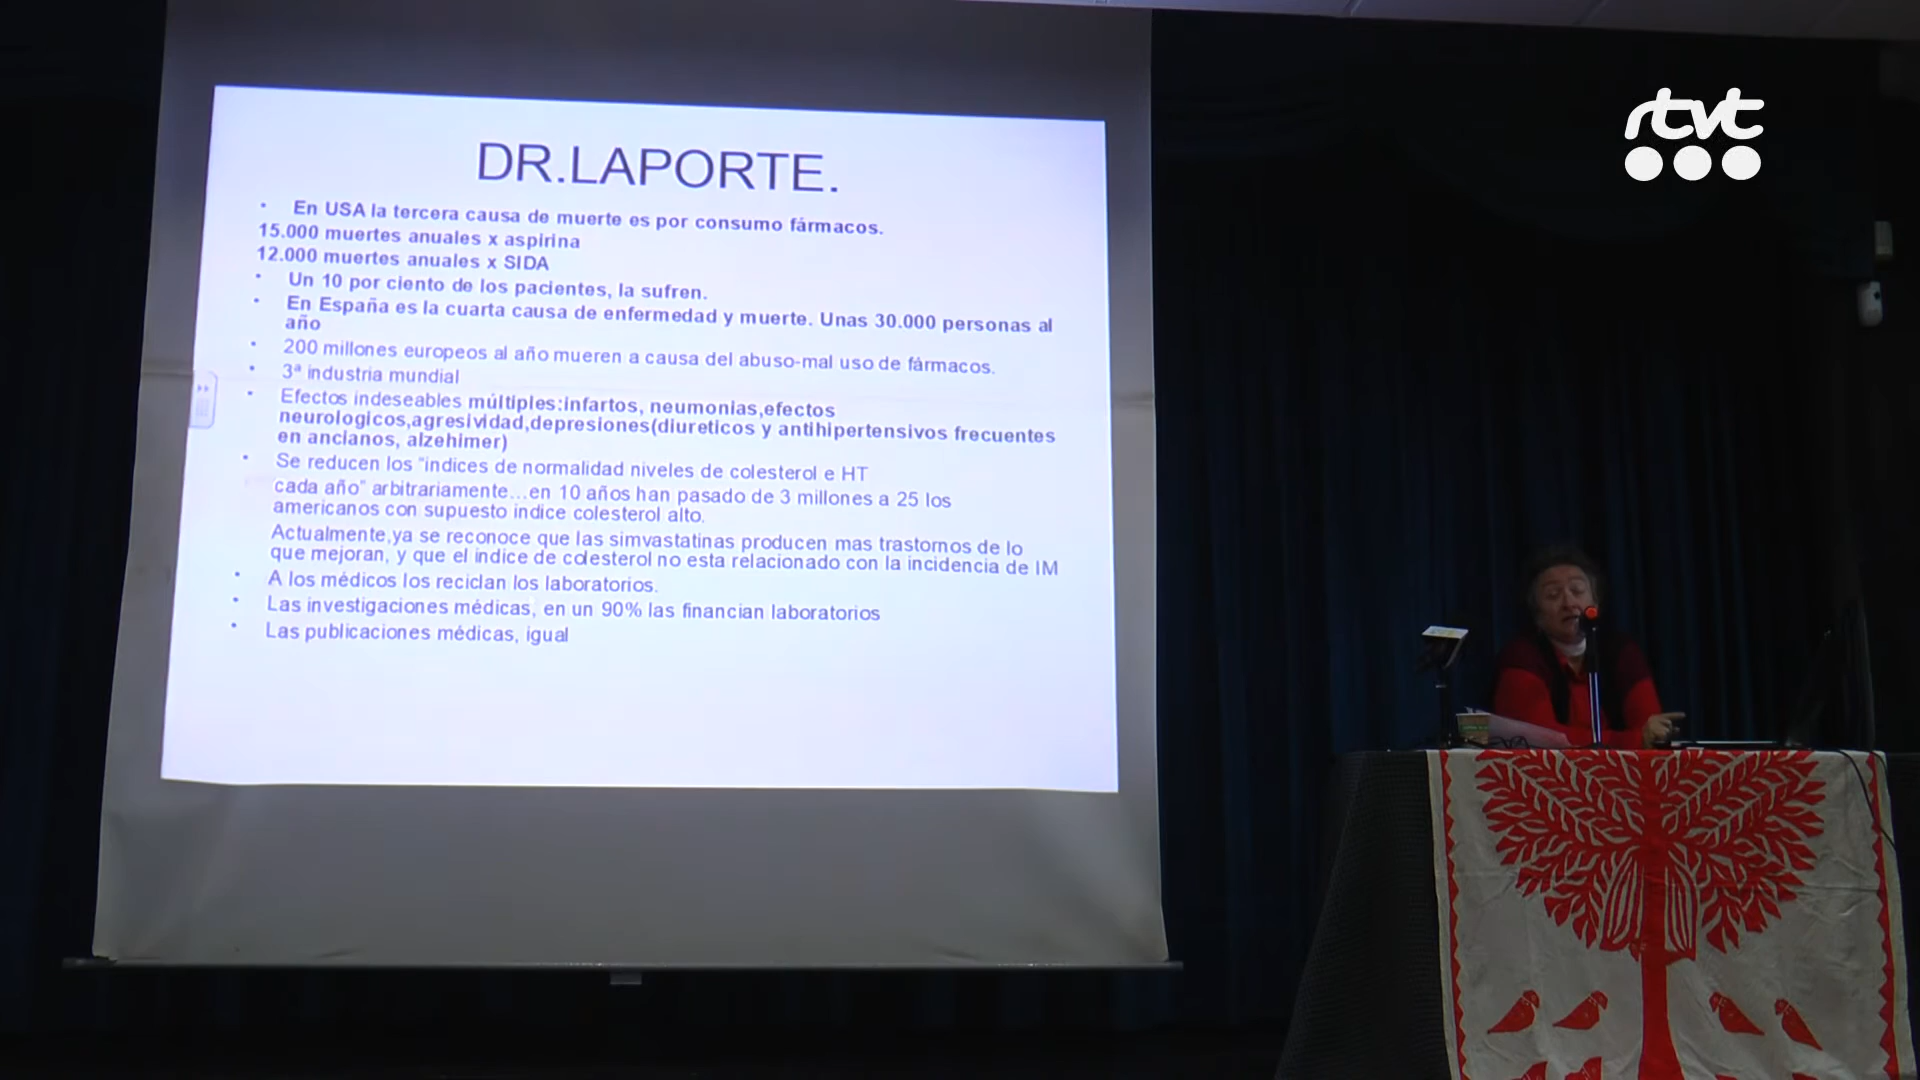 rtvt
DR.LAPORTE.
• En USA la tercera causa de muerte es por consumo fármacos.
15.000 muertes anuales x aspirina
12.000 muertes anuales x SIDA
• Un 10 por ciento de los pacientes, la sufren.
• En España es la cuarta causa de enfermedad y muerte. Unas 30.000 personas al
año
• 200 millones europeos al año mueren a causa del abuso-mal uso de fármacos.
• 3ª industria mundial
• Efectos indeseables múltiples:infartos, neumonias,efectos
neurologicos,agresividad,depresiones(diureticos y antihipertensivos frecuentes
en ancianos, alzehimer)
• Se reducen los "indices de normalidad niveles de colesterol e HT
cada año" arbitrariamente...en 10 años han pasado de 3 millones a 25 los
americanos con supuesto indice colesterol alto.
Actualmente,ya se reconoce que las simvastatinas producen mas trastornos de lo
que mejoran, y que el indice de colesterol no esta relacionado con la incidencia de IM
• A los médicos los reciclan los laboratorios.
• Las investigaciones médicas, en un 90% las financian laboratorios
• Las publicaciones médicas, igual